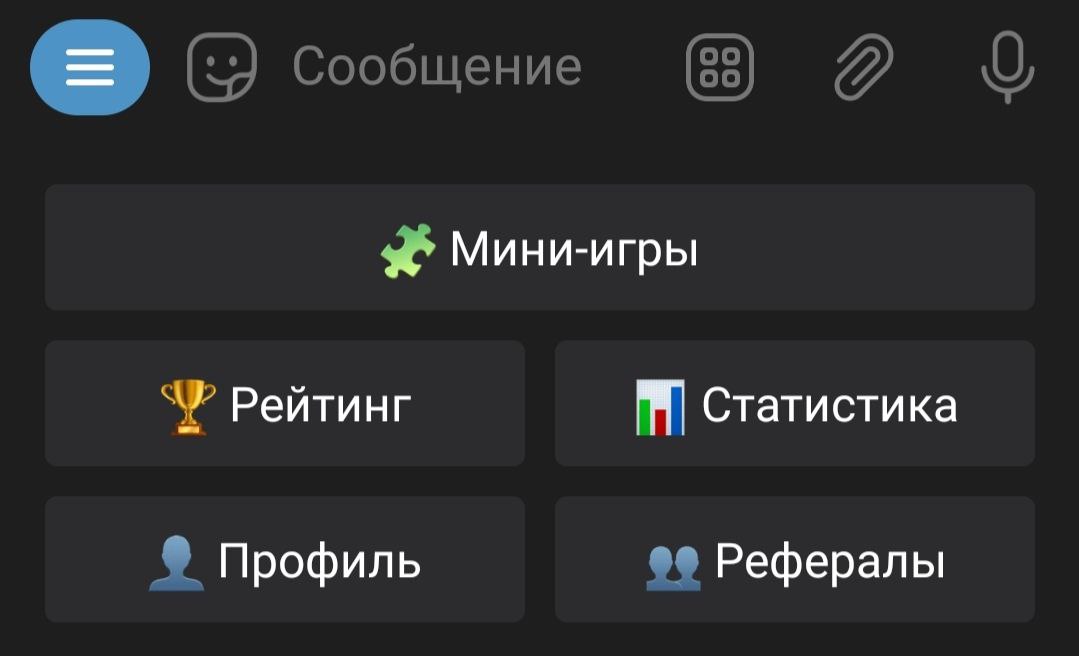 Сообщение
🧩 Мини-игры
🏆 Рейтинг
📊 Статистика
👤 Профиль
👥 Рефералы